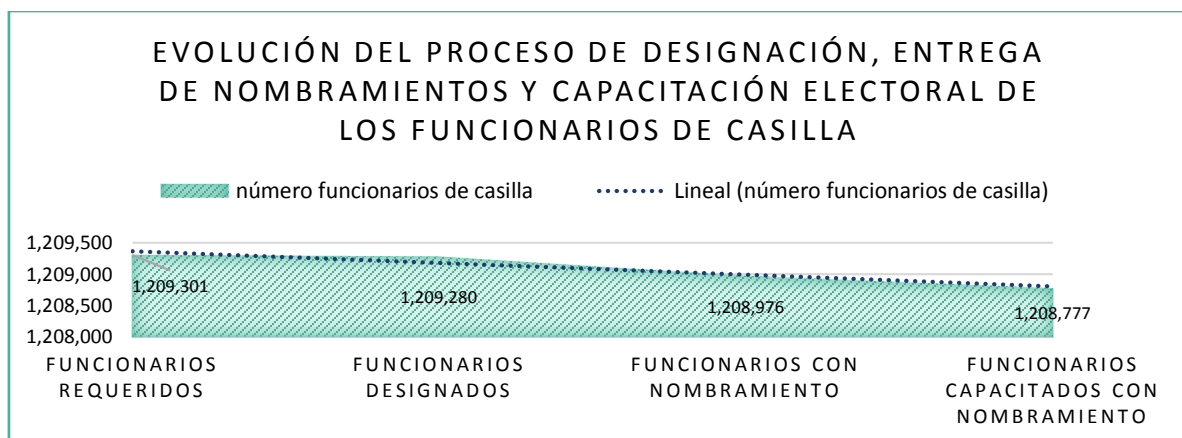 EVOLUCIÓN DEL PROCESO DE DESIGNACIÓN, ENTREGA
DE NOMBRAMIENTOS Y CAPACITACIÓN ELECTORAL DE
LOS FUNCIONARIOS DE CASILLA
número funcionarios de casilla
Lineal (número funcionarios de casilla)
1,209,500
1,209,000
1,208,500
1,208,000
1,209,301
1,209,280
1,208,976
1,208,777
FUNCIONARIOS
REQUERIDOS
FUNCIONARIOS
DESIGNADOS
FUNCIONARIOS CON
NOMBRAMIENTO
FUNCIONARIOS
CAPACITADOS CON
NOMBRAMIENTO